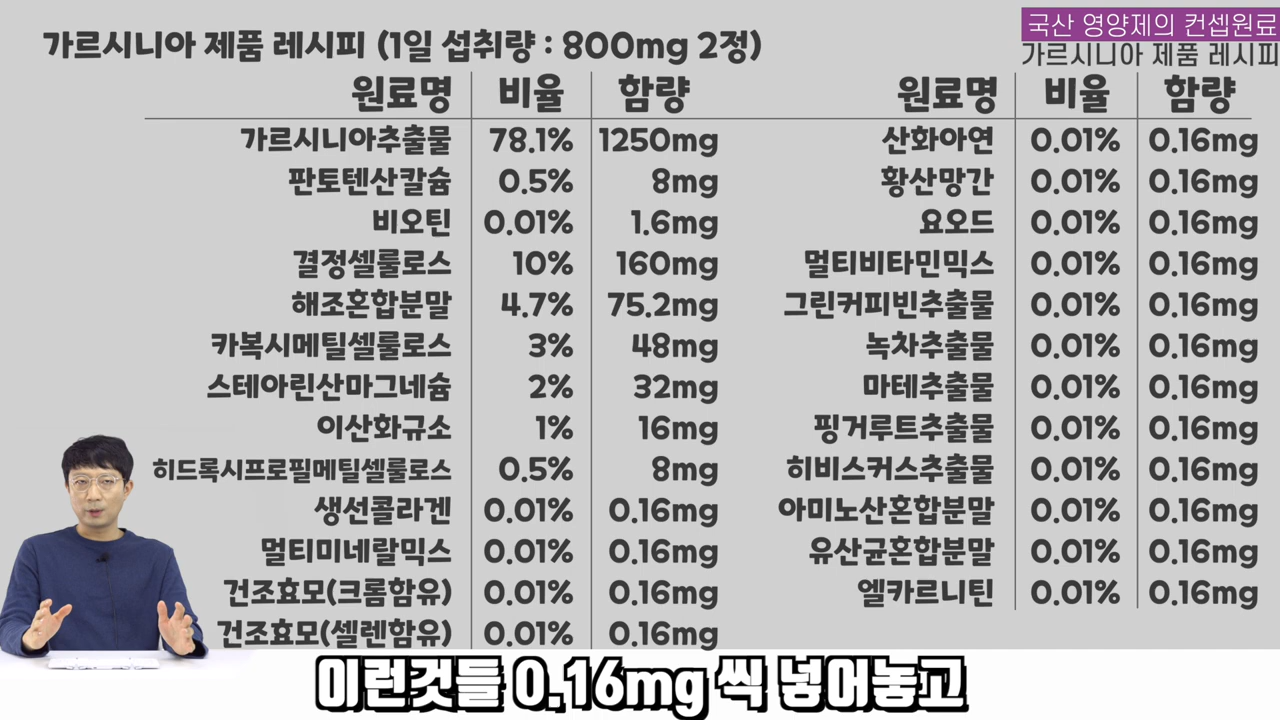 국산 영양제의 컨셉원료
가르시니아 제품 레시피
가르시니아 제품 레시피 (1일 섭취량 : 800mg 2정)
원료명 비율 함량
가르시니아추출물 78.1% 1250mg
판토텐산칼슘 0.5% 8mg
비오틴 0.01% 1.6mg
결정셀룰로스 10% 160mg
해조혼합분말 4.7% 75.2mg
카복시메틸셀룰로스 3% 48mg
스테아린산마그네슘 2% 32mg
이산화규소 1% 16mg
히드록시프로필메틸셀룰로스 0.5% 8mg
생선콜라겐 0.01% 0.16mg
멀티미네랄믹스 0.01% 0.16mg
건조효모(크롬함유) 0.01% 0.16mg
건조효모(셀렌함유) 0.01% 0.16mg
원료명 비율 함량
산화아연 0.01% 0.16mg
황산망간 0.01% 0.16mg
요오드 0.01% 0.16mg
멀티비타민믹스 0.01% 0.16mg
그린커피빈추출물 0.01% 0.16mg
녹차추출물 0.01% 0.16mg
마테추출물 0.01% 0.16mg
핑거루트추출물 0.01% 0.16mg
히비스커스추출물 0.01% 0.16mg
아미노산혼합분말 0.01% 0.16mg
유산균혼합분말 0.01% 0.16mg
엘카르니틴 0.01% 0.16mg
이런것들 0.16mg 씩 넣어놓고